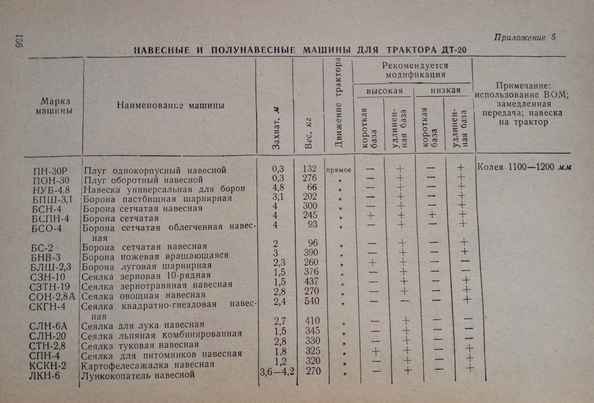 156
Приложение 5
НАВЕСНЫЕ И ПОЛУНАВЕСНЫЕ МАШИНЫ ДЛЯ ТРАКТОРА ДТ-20
Марка машины | Наименование машины | Захват, м | Вес, кг | Движение трактора | Рекомендуется модификация | Примечание: использование ВОМ; замедленная передача; навеска на трактор
высокая | низкая
короткая база | удлиненная база | короткая база | удлиненная база
ПН-30Р Плуг однокорпусный навесной 0,3 132 прямое — + — + Колея 1100—1200 мм
ПОН-30 Плуг оборотный навесной 0,3 276 „ — + — +
НУБ-4,8 Навеска универсальная для борон 4,8 66 „ — + — +
БПШ-3,1 Борона пастбищная шарнирная 3,1 202 „ — + — +
БСН-4 Борона сетчатая навесная 4 300 „ — + — +
БСПН-4 Борона сетчатая 4 245 „ + + + +
БСО-4 Борона сетчатая облегченная навес-
ная 4 93 „ — + — +
БС-2 Борона сетчатая навесная 2 96 „
БНВ-3 Борона ножевая вращающаяся 3 390 „
БЛШ-2,3 Борона луговая шарнирная 2,3 260 „
СЗН-10 Сеялка зерновая 10-рядная 1,5 376 „
СЗТН-19 Сеялка зернотравяная навесная 1,5 437 „
СОН-2,8А Сеялка овощная навесная 2,8 270 „
СКГН-4 Сеялка квадратно-гнездовая навес-
ная 2,4 540 „
СЛН-6А Сеялка для лука навесная 2,7 410 „
СЛН-20 Сеялка льняная комбинированная 1,5 345 „
СТН-2,8 Сеялка туковая навесная 2,8 330 „
СПН-4 Сеялка для питомников навесная 1,8 325 „
КСКН-2 Картофелесажалка навесная 1,2 320 „
ЛКН-6 Лункокопатель навесной 3,6—4,2 270 „